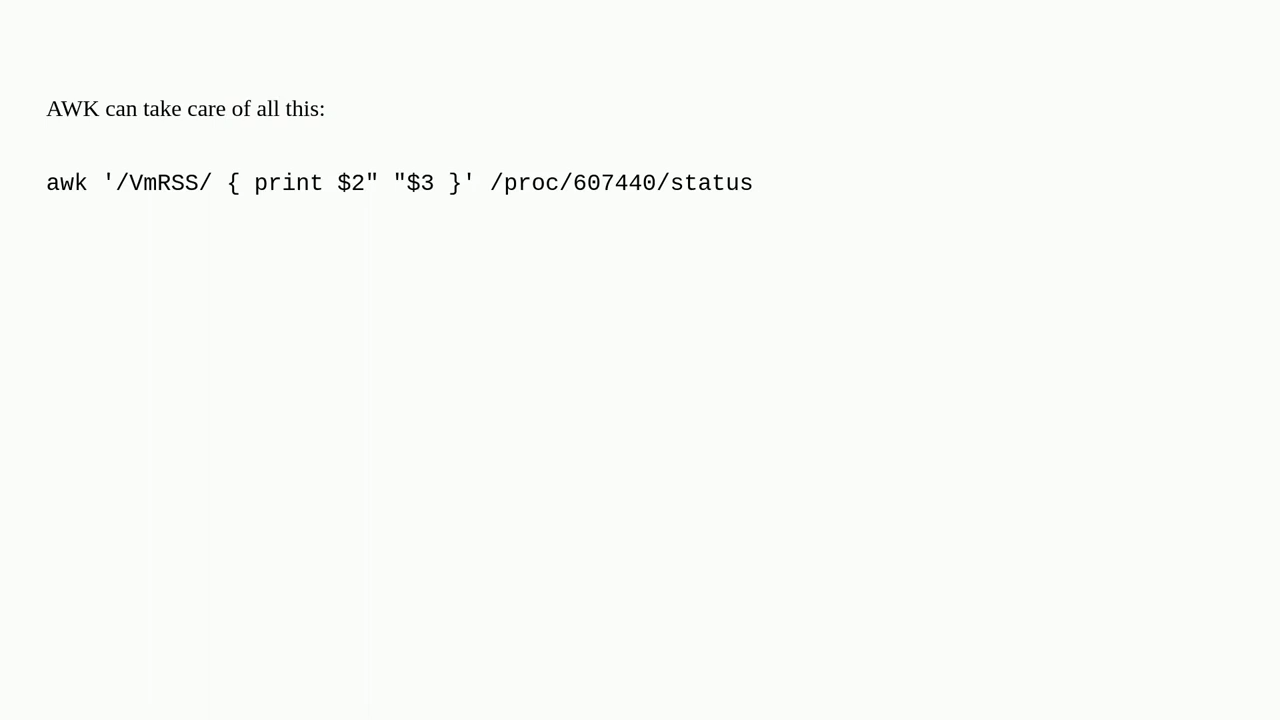 AWK can take care of all this:
awk '/VmRSS/ { print $2" "$3 }' /proc/607440/status